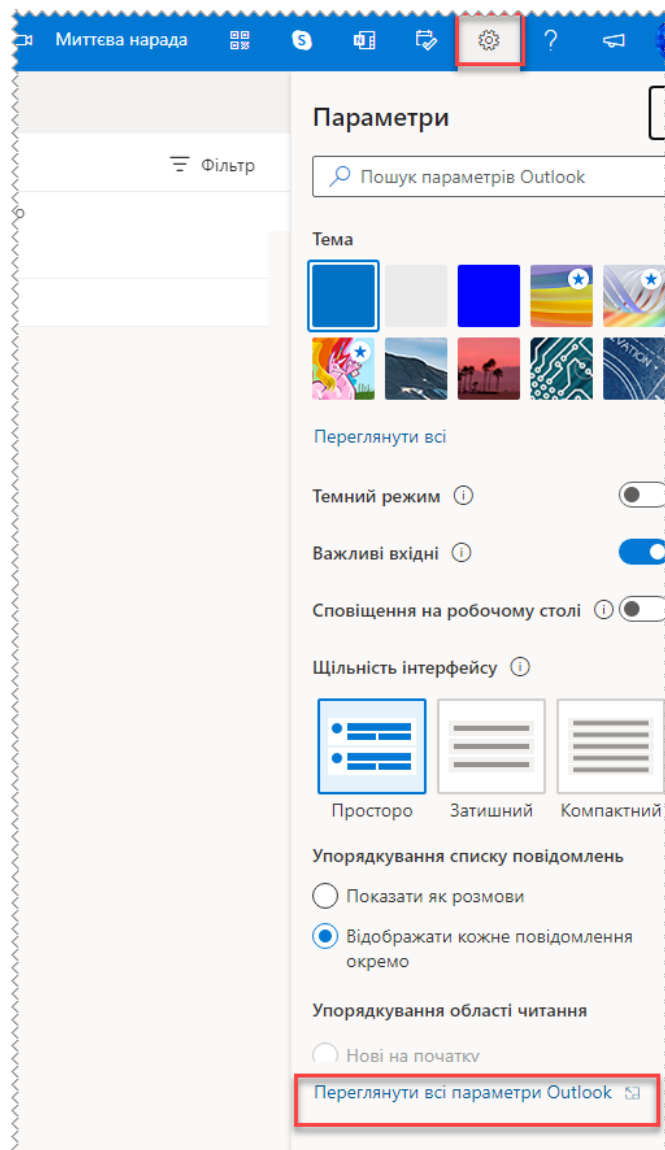 Миттєва нарада
Параметри
Фільтр
Пошук параметрів Outlook
Тема
Переглянути всі
Темний режим
Важливі вхідні
Сповіщення на робочому столі
Щільність інтерфейсу
Просторо Затишний Компактний
Упорядкування списку повідомлень
Показати як розмови
Відображати кожне повідомлення
окремо
Упорядкування області читання
Нові на початку
Переглянути всі параметри Outlook